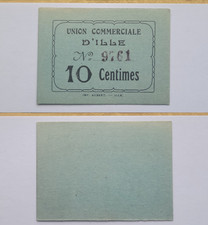 UNION COMMERCIALE
D'ILLE
No. 9761
10 Centimes